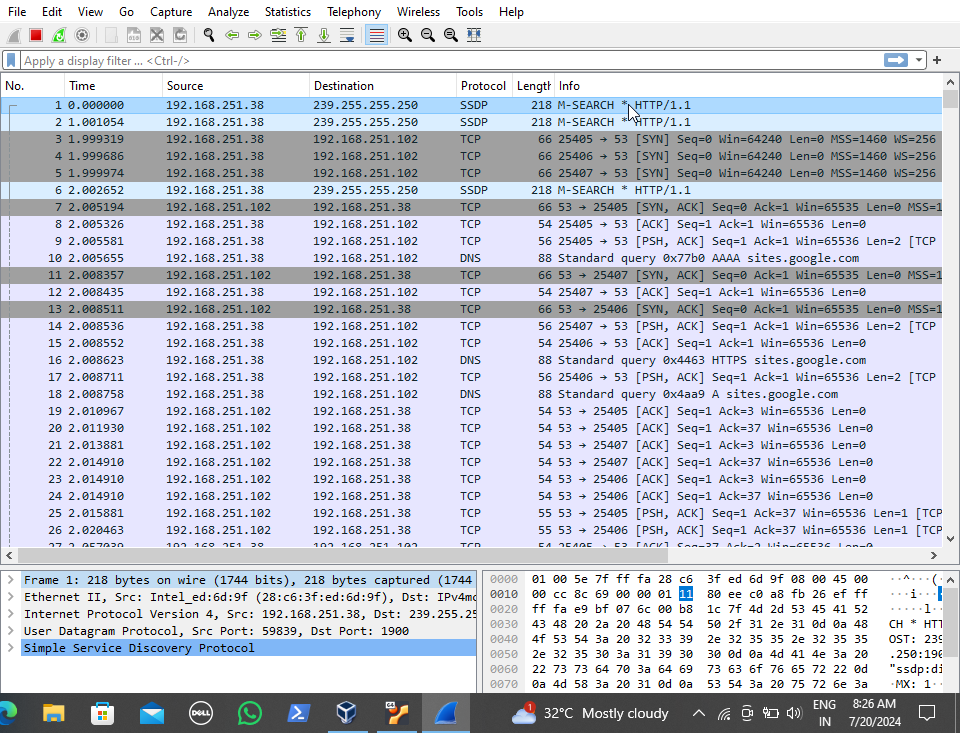 File Edit View Go Capture Analyze Statistics Telephony Wireless Tools Help
Apply a display filter ... <Ctrl-/>
No. Time Source Destination Protocol Length Info
1 0.000000 192.168.251.38 239.255.255.250 SSDP 218 M-SEARCH * HTTP/1.1
2 1.001054 192.168.251.38 239.255.255.250 SSDP 218 M-SEARCH * HTTP/1.1
3 1.999319 192.168.251.38 192.168.251.102 TCP 66 25405 → 53 [SYN] Seq=0 Win=64240 Len=0 MSS=1460 WS=256
4 1.999686 192.168.251.38 192.168.251.102 TCP 66 25406 → 53 [SYN] Seq=0 Win=64240 Len=0 MSS=1460 WS=256
5 1.999974 192.168.251.38 192.168.251.102 TCP 66 25407 → 53 [SYN] Seq=0 Win=64240 Len=0 MSS=1460 WS=256
6 2.002652 192.168.251.38 239.255.255.250 SSDP 218 M-SEARCH * HTTP/1.1
7 2.005194 192.168.251.102 192.168.251.38 TCP 66 53 → 25405 [SYN, ACK] Seq=0 Ack=1 Win=65535 Len=0 MSS=1
8 2.005326 192.168.251.38 192.168.251.102 TCP 54 25405 → 53 [ACK] Seq=1 Ack=1 Win=65536 Len=0
9 2.005581 192.168.251.38 192.168.251.102 TCP 56 25405 → 53 [PSH, ACK] Seq=1 Ack=1 Win=65536 Len=2 [TCP
10 2.005655 192.168.251.38 192.168.251.102 DNS 88 Standard query 0x77b0 AAAA sites.google.com
11 2.008357 192.168.251.102 192.168.251.38 TCP 66 53 → 25407 [SYN, ACK] Seq=0 Ack=1 Win=65535 Len=0 MSS=1
12 2.008435 192.168.251.38 192.168.251.102 TCP 54 25407 → 53 [ACK] Seq=1 Ack=1 Win=65536 Len=0
13 2.008511 192.168.251.102 192.168.251.38 TCP 66 53 → 25406 [SYN, ACK] Seq=0 Ack=1 Win=65535 Len=0 MSS=1
14 2.008536 192.168.251.38 192.168.251.102 TCP 56 25407 → 53 [PSH, ACK] Seq=1 Ack=1 Win=65536 Len=2 [TCP
15 2.008552 192.168.251.38 192.168.251.102 TCP 54 25406 → 53 [ACK] Seq=1 Ack=1 Win=65536 Len=0
16 2.008623 192.168.251.38 192.168.251.102 DNS 88 Standard query 0x4463 HTTPS sites.google.com
17 2.008711 192.168.251.38 192.168.251.102 TCP 56 25406 → 53 [PSH, ACK] Seq=1 Ack=1 Win=65536 Len=2 [TCP
18 2.008758 192.168.251.38 192.168.251.102 DNS 88 Standard query 0x4aa9 A sites.google.com
19 2.010967 192.168.251.102 192.168.251.38 TCP 54 53 → 25405 [ACK] Seq=1 Ack=3 Win=65536 Len=0
20 2.011930 192.168.251.102 192.168.251.38 TCP 54 53 → 25405 [ACK] Seq=1 Ack=37 Win=65536 Len=0
21 2.013881 192.168.251.102 192.168.251.38 TCP 54 53 → 25407 [ACK] Seq=1 Ack=3 Win=65536 Len=0
22 2.014910 192.168.251.102 192.168.251.38 TCP 54 53 → 25407 [ACK] Seq=1 Ack=37 Win=65536 Len=0
23 2.014910 192.168.251.102 192.168.251.38 TCP 54 53 → 25406 [ACK] Seq=1 Ack=3 Win=65536 Len=0
24 2.014910 192.168.251.102 192.168.251.38 TCP 54 53 → 25406 [ACK] Seq=1 Ack=37 Win=65536 Len=0
25 2.015881 192.168.251.102 192.168.251.38 TCP 55 53 → 25405 [PSH, ACK] Seq=1 Ack=37 Win=65536 Len=1 [TCP
26 2.020463 192.168.251.102 192.168.251.38 TCP 55 53 → 25406 [PSH, ACK] Seq=1 Ack=37 Win=65536 Len=1 [TCP
Frame 1: 218 bytes on wire (1744 bits), 218 bytes captured (1744
Ethernet II, Src: Intel_ed:6d:9f (28:c6:3f:ed:6d:9f), Dst: IPv4mc
Internet Protocol Version 4, Src: 192.168.251.38, Dst: 239.255.25
User Datagram Protocol, Src Port: 59839, Dst Port: 1900
Simple Service Discovery Protocol
0000 01 00 5e 7f ff fa 28 c6 3f ed 6d 9f 08 00 45 00 ··^···(·
0010 00 cc 8c 69 00 00 01 11 80 ee c0 a8 fb 26 ef ff ···i····
0020 ff fa e9 bf 07 6c 00 b8 1c 7f 4d 2d 53 45 41 52 ·····l··
0030 43 48 20 2a 20 48 54 54 50 2f 31 2e 31 0d 0a 48 CH * HTT
0040 4f 53 54 3a 20 32 33 39 2e 32 35 35 2e 32 35 35 OST: 239
0050 2e 32 35 30 3a 31 39 30 30 0d 0a 4d 41 4e 3a 20 .250:190
0060 22 73 73 64 70 3a 64 69 73 63 6f 76 65 72 22 0d "ssdp:di
0070 0a 4d 58 3a 20 31 0d 0a 53 54 3a 20 75 72 6e 3a ·MX: 1··
DELL
1
32°C Mostly cloudy
ENG
IN
8:26 AM
7/20/2024